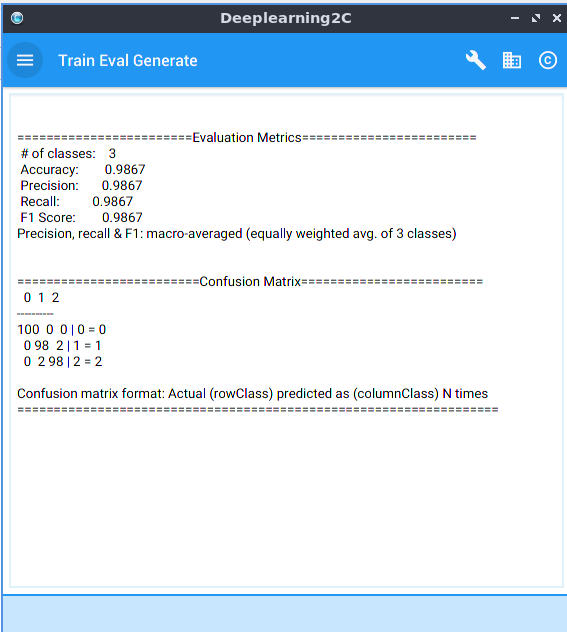 Deeplearning2C
Train Eval Generate
========================Evaluation Metrics========================
# of classes: 3
Accuracy: 0.9867
Precision: 0.9867
Recall: 0.9867
F1 Score: 0.9867
Precision, recall & F1: macro-averaged (equally weighted avg. of 3 classes)
=========================Confusion Matrix=========================
0 1 2
----------
100 0 0 | 0 = 0
0 98 2 | 1 = 1
0 2 98 | 2 = 2
Confusion matrix format: Actual (rowClass) predicted as (columnClass) N times
==================================================================